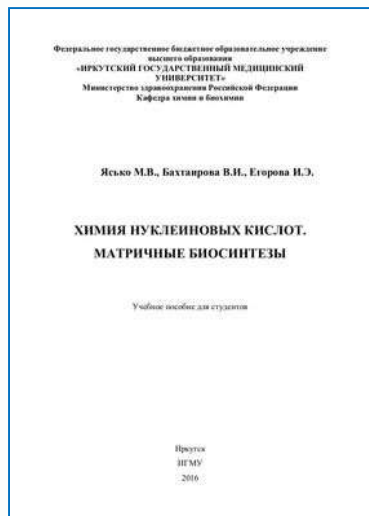 Федеральное государственное бюджетное образовательное учреждение
высшего образования
«ИРКУТСКИЙ ГОСУДАРСТВЕННЫЙ МЕДИЦИНСКИЙ
УНИВЕРСИТЕТ»
Министерство здравоохранения Российской Федерации
Кафедра химии и биохимии
Ясько М.В., Бахтаирова В.И., Егорова И.Э.
ХИМИЯ НУКЛЕИНОВЫХ КИСЛОТ.
МАТРИЧНЫЕ БИОСИНТЕЗЫ
Учебное пособие для студентов
Иркутск
ИГМУ
2016